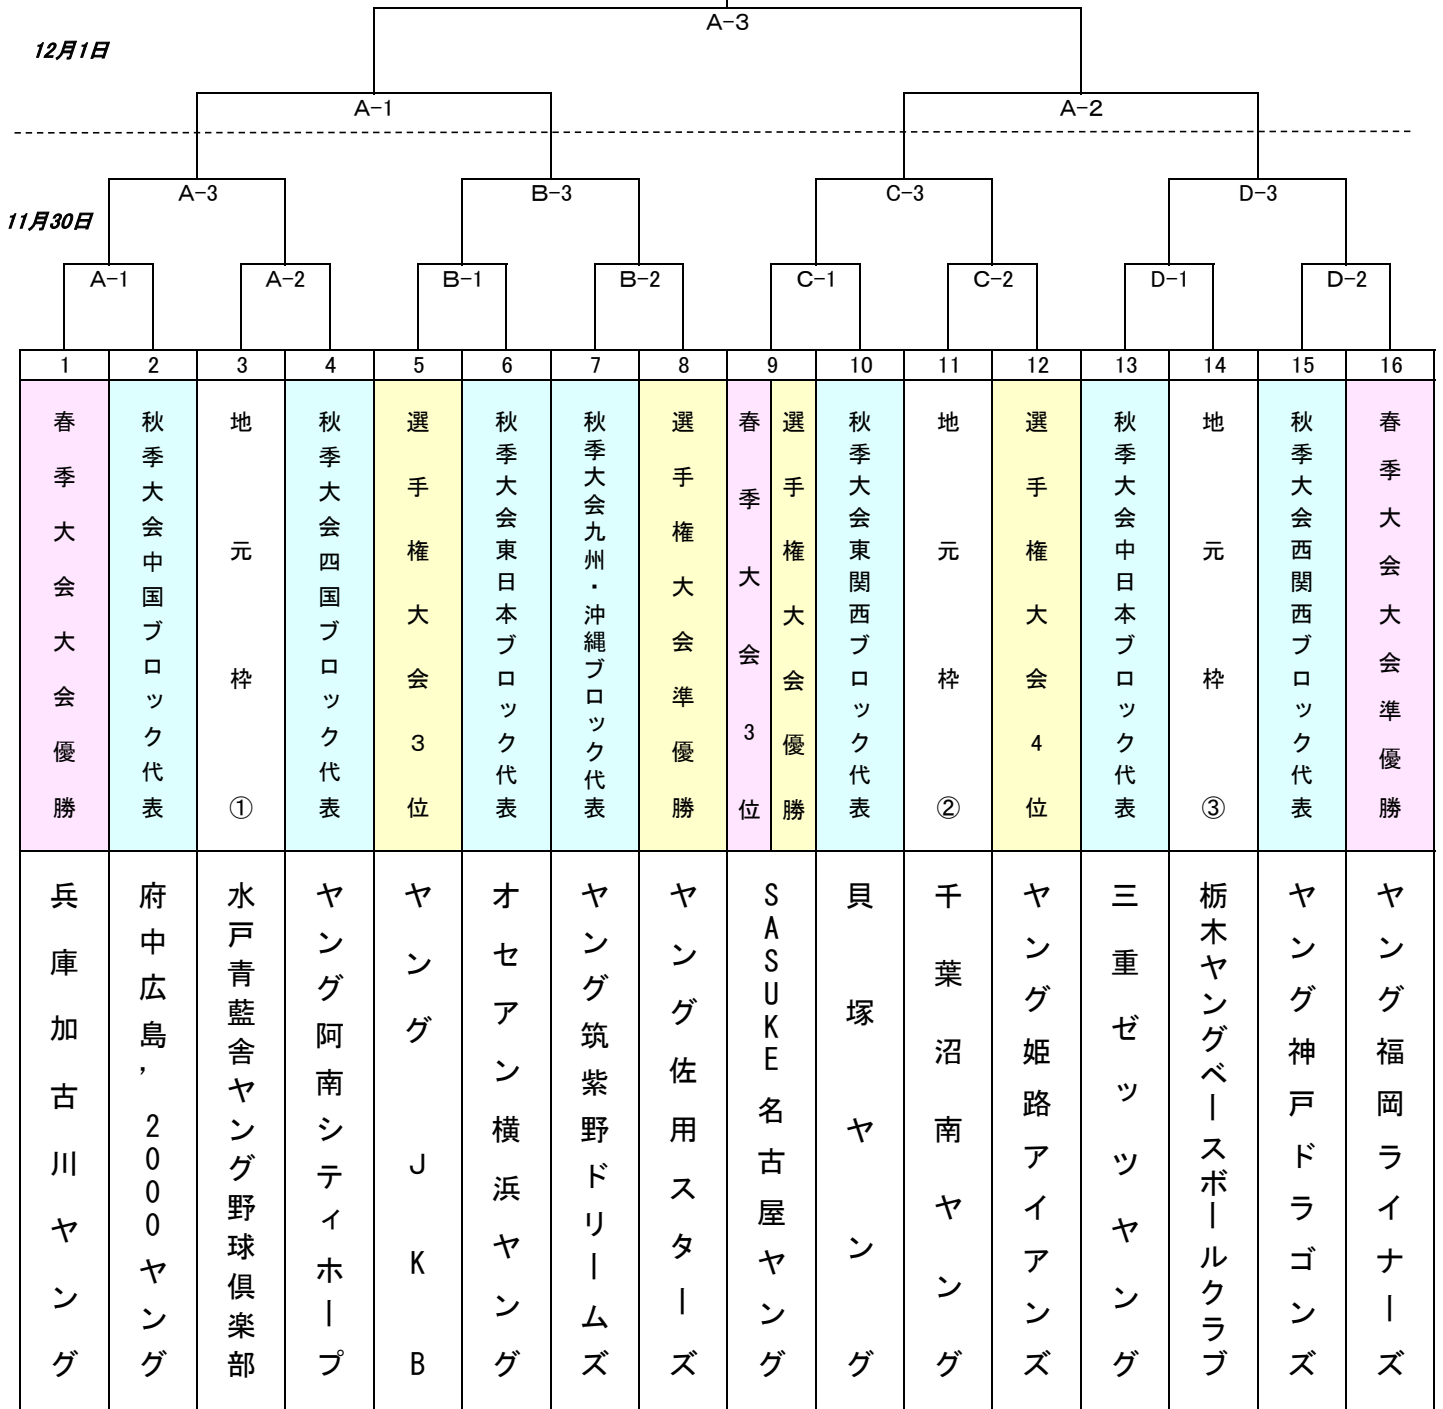 A-3
12月1日
A-1
A-2
A-3
B-3
C-3
D-3
11月30日
A-1
A-2
B-1
B-2
C-1
C-2
D-1
D-2
1
2
3
4
5
6
7
8
9
10
11
12
13
14
15
16
春季大会大会優勝
秋季大会中国ブロック代表
地元枠①
秋季大会四国ブロック代表
選手権大会3位
秋季大会東日本ブロック代表
秋季大会九州・沖縄ブロック代表
選手権大会準優勝
春季大会3位
選手権大会優勝
秋季大会東関西ブロック代表
地元枠②
選手権大会4位
秋季大会中日本ブロック代表
地元枠③
秋季大会西関西ブロック代表
春季大会大会準優勝
兵庫加古川ヤング
府中広島’2000ヤング
水戸青藍舎ヤング野球倶楽部
ヤング阿南シティホープ
ヤングJKB
オセアン横浜ヤング
ヤング筑紫野ドリームズ
ヤング佐用スターズ
SASUKE名古屋ヤング
貝塚ヤング
千葉沼南ヤング
ヤング姫路アイアンズ
三重ゼッツヤング
栃木ヤングベースボールクラブ
ヤング神戸ドラゴンズ
ヤング福岡ライナーズ